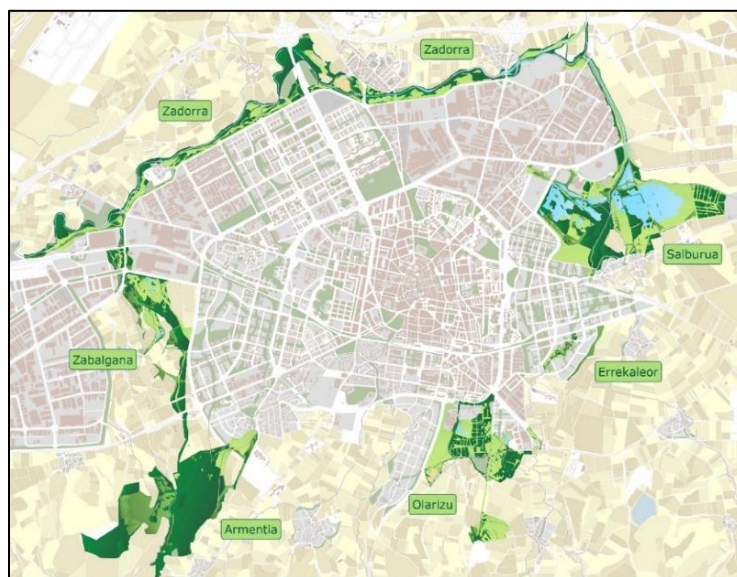 Zadorra
Zadorra
Salburua
Zabalgana
Errekaleor
Olarizu
Armentia